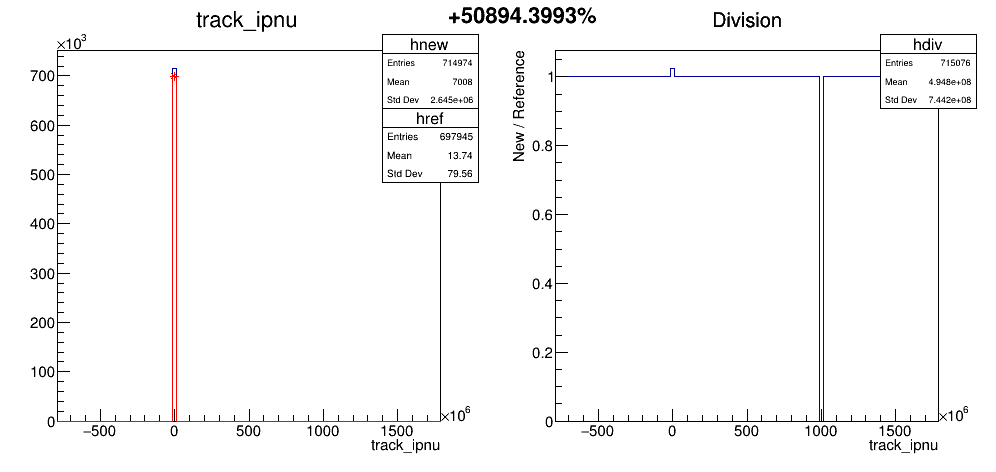 +50894.3993%
track_ipnu
×10³
hnew
Entries 714974
Mean 7008
Std Dev 2.645e+06
href
Entries 697945
Mean 13.74
Std Dev 79.56
700
600
500
400
300
200
100
0
−500 0 500 1000 1500
×10⁶
track_ipnu
Division
hdiv
Entries 715076
Mean 4.948e+08
Std Dev 7.442e+08
New / Reference
1
0.8
0.6
0.4
0.2
0
−500 0 500 1000 1500
×10⁶
track_ipnu